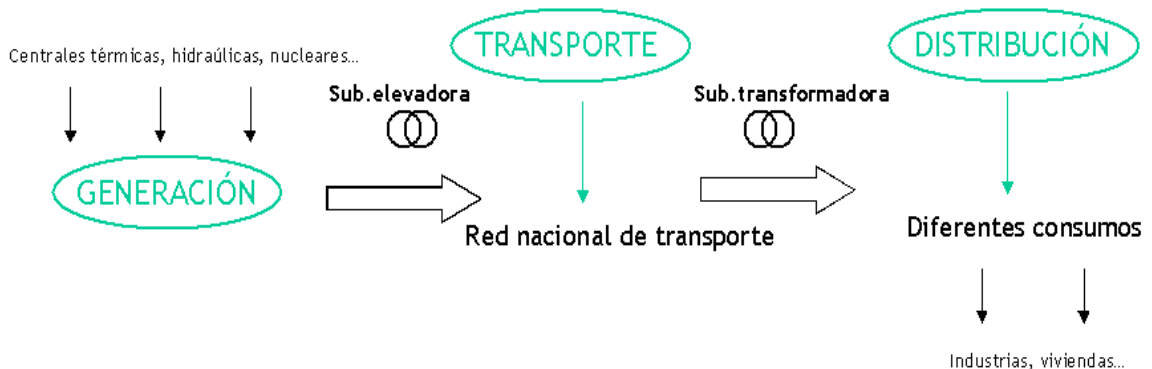 Centrales térmicas, hidraúlicas, nucleares...
GENERACIÓN
Sub.elevadora
TRANSPORTE
Red nacional de transporte
Sub.transformadora
DISTRIBUCIÓN
Diferentes consumos
Industrias, viviendas...